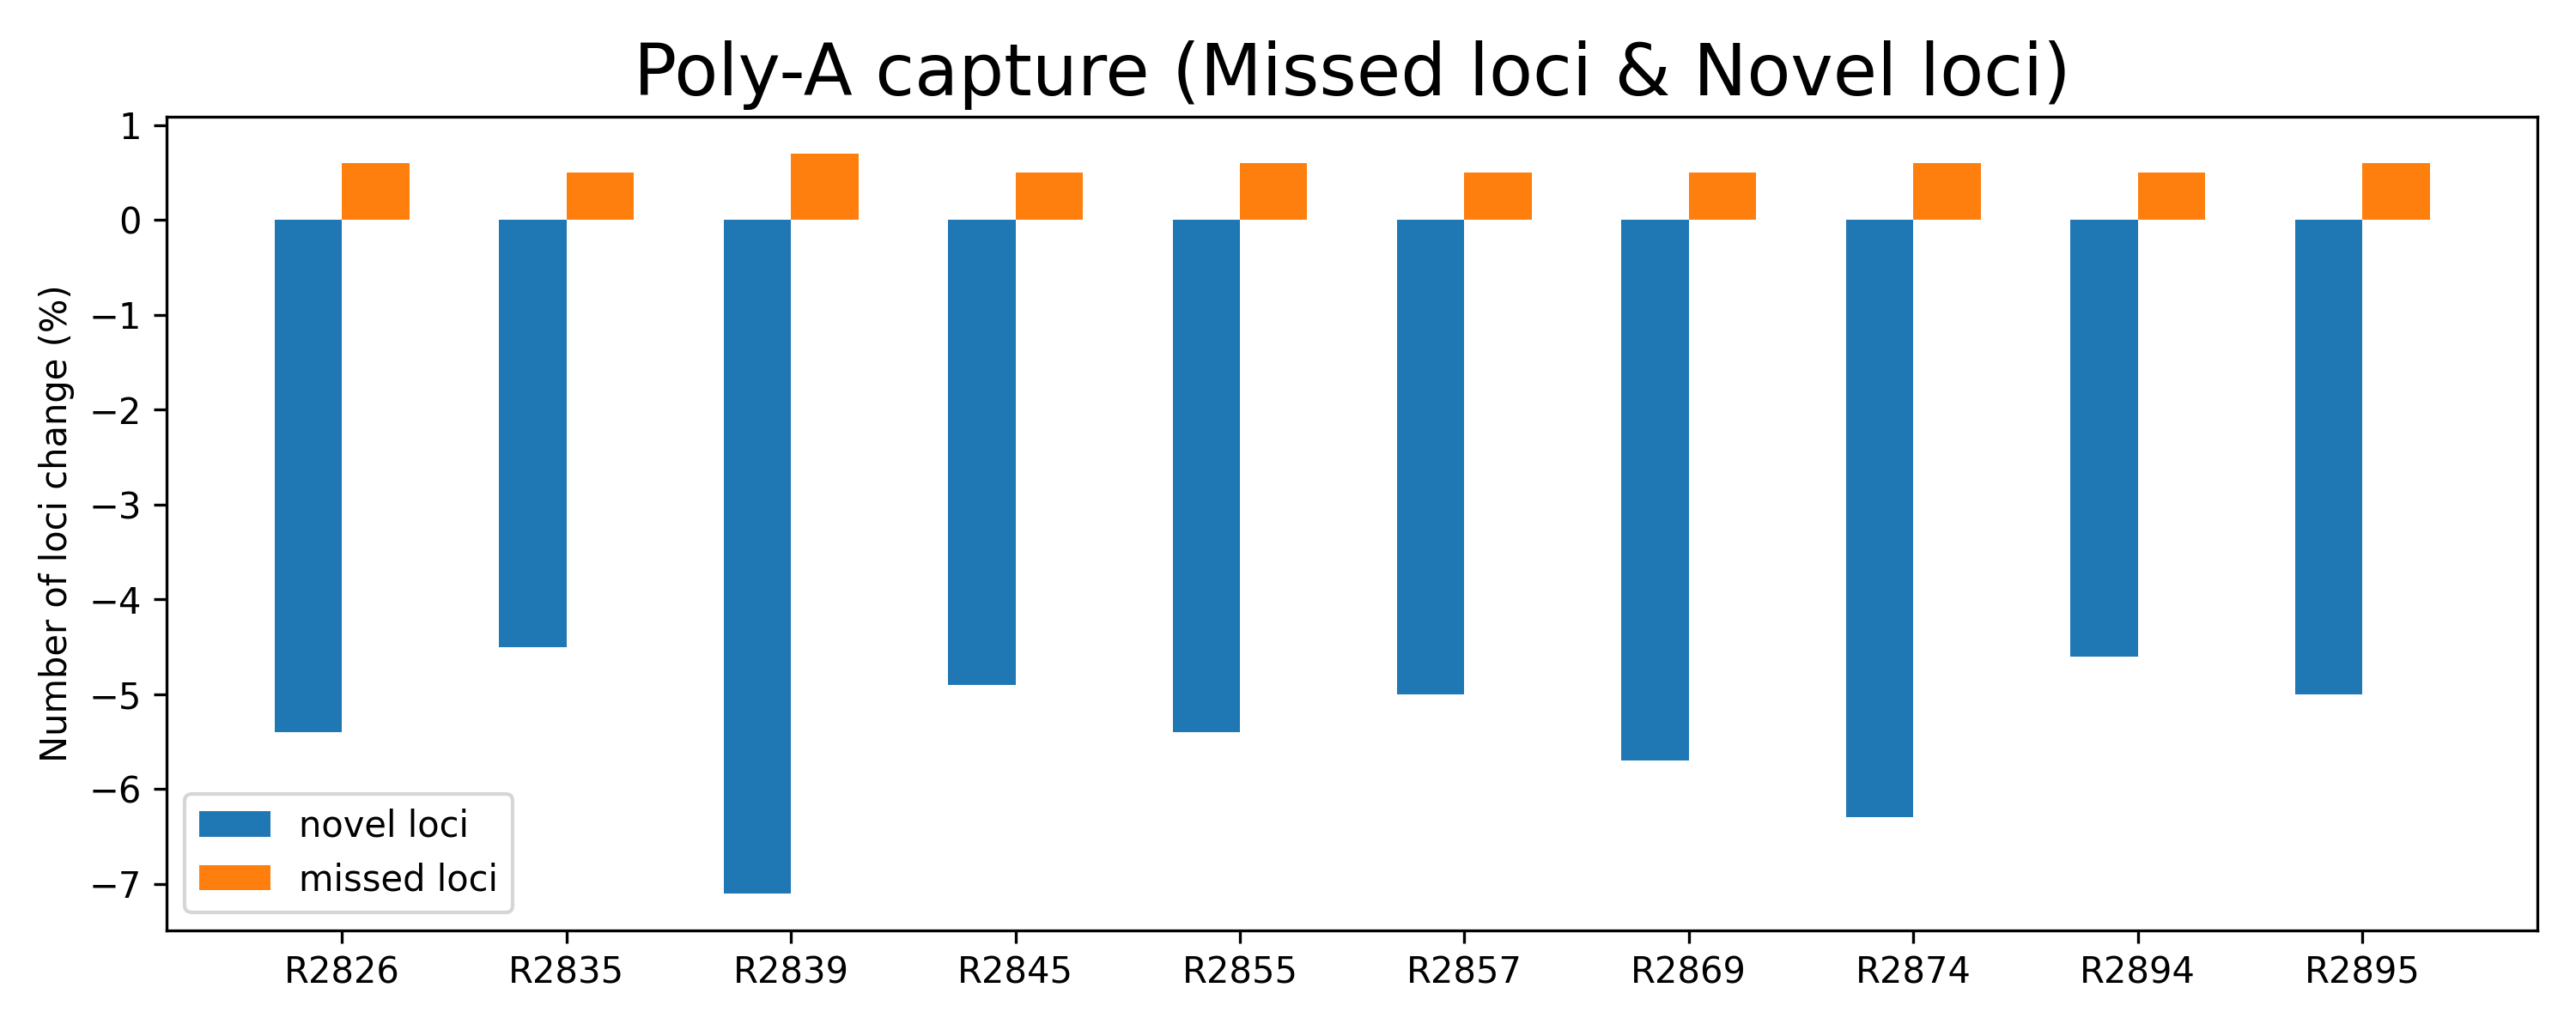 Poly-A capture (Missed loci & Novel loci)
Number of loci change (%)
1
0
−1
−2
−3
−4
−5
−6
−7
novel loci
missed loci
R2826 R2835 R2839 R2845 R2855 R2857 R2869 R2874 R2894 R2895